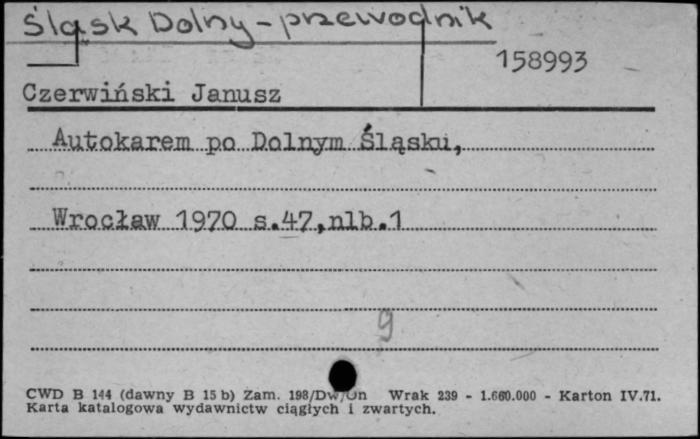 Śląsk Dolny - przewodnik
158993
Czerwiński Janusz
Autokarem po Dolnym Śląsku,
Wrocław 1970 s.47,nlb.1
9
CWD B 144 (dawny B 15 b) Zam. 198/Dw/Un Wrak 239 - 1.660.000 - Karton IV.71.
Karta katalogowa wydawnictw ciągłych i zwartych.